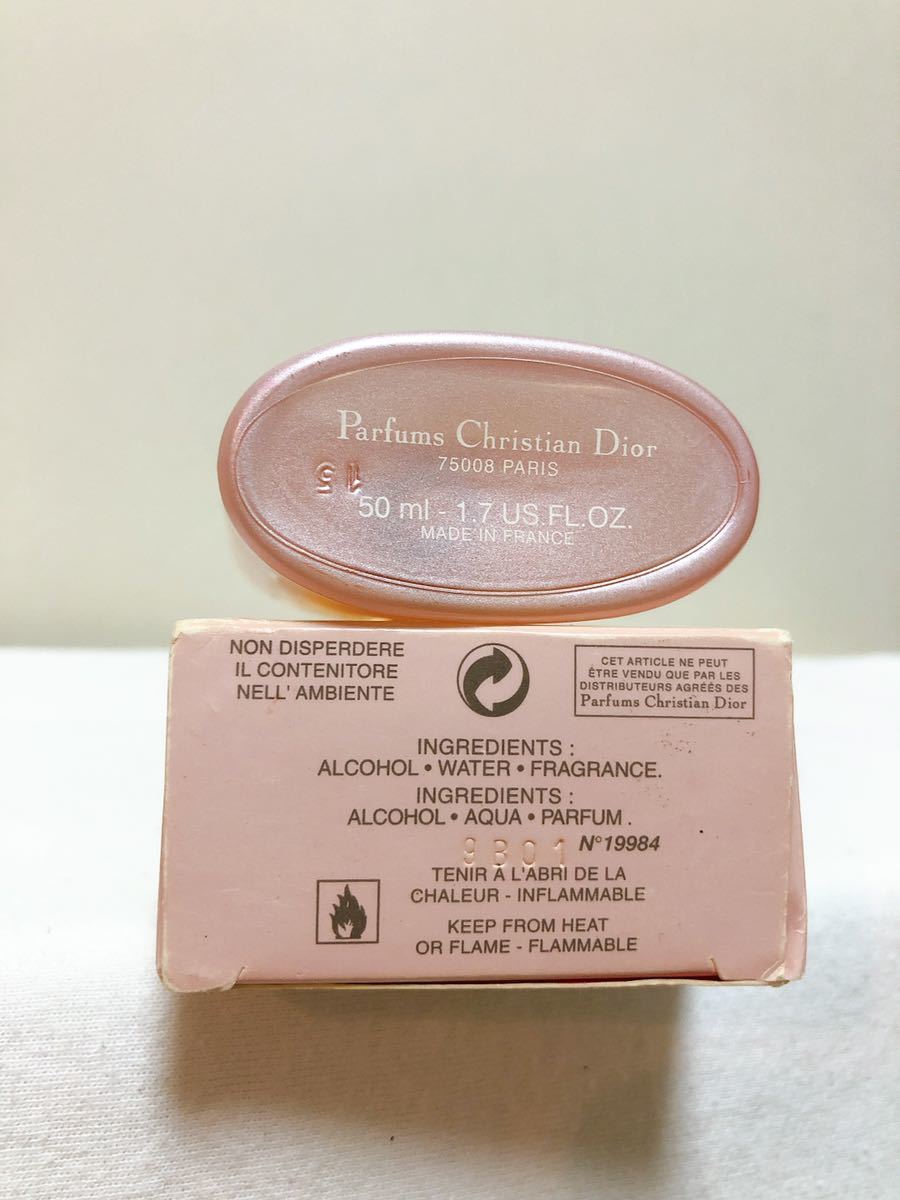 Parfums Christian Dior
75008 PARIS
15
50 ml - 1.7 US.FL.OZ.
MADE IN FRANCE
NON DISPERDERE
IL CONTENITORE
NELL' AMBIENTE
CET ARTICLE NE PEUT
ÊTRE VENDU QUE PAR LES
DISTRIBUTEURS AGRÉÉS DES
Parfums Christian Dior
INGREDIENTS :
ALCOHOL • WATER • FRAGRANCE.
INGREDIENTS :
ALCOHOL • AQUA • PARFUM .
9B01
N°19984
TENIR A L'ABRI DE LA
CHALEUR - INFLAMMABLE
KEEP FROM HEAT
OR FLAME - FLAMMABLE